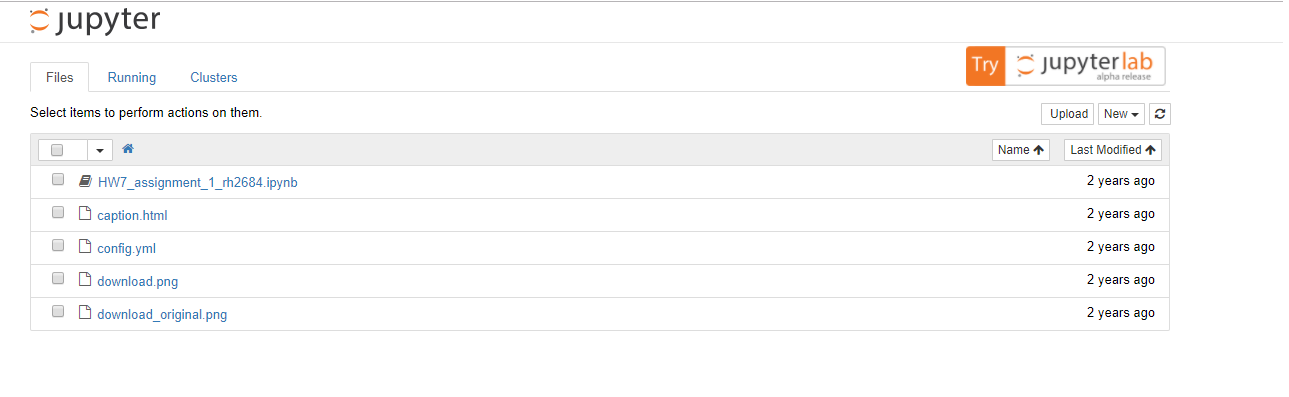 jupyter
Try jupyterlab
alpha release
Files Running Clusters
Select items to perform actions on them.
Upload New
Name Last Modified
HW7_assignment_1_rh2684.ipynb 2 years ago
caption.html 2 years ago
config.yml 2 years ago
download.png 2 years ago
download_original.png 2 years ago